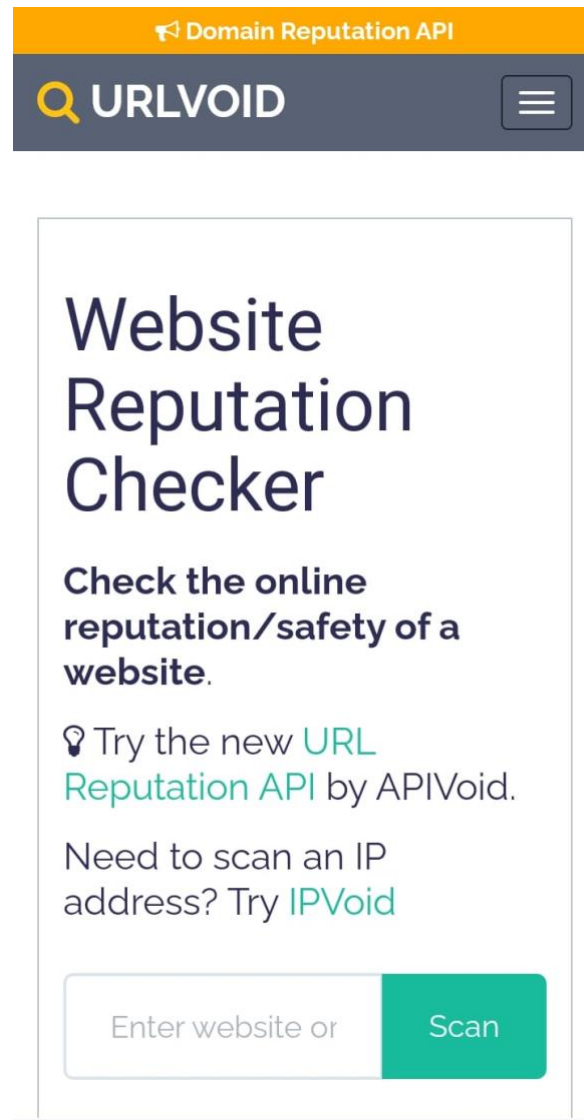 Domain Reputation API
URLVOID
Website
Reputation
Checker
Check the online
reputation/safety of a
website.
Try the new URL
Reputation API by APIVoid.
Need to scan an IP
address? Try IPVoid
Enter website or
Scan